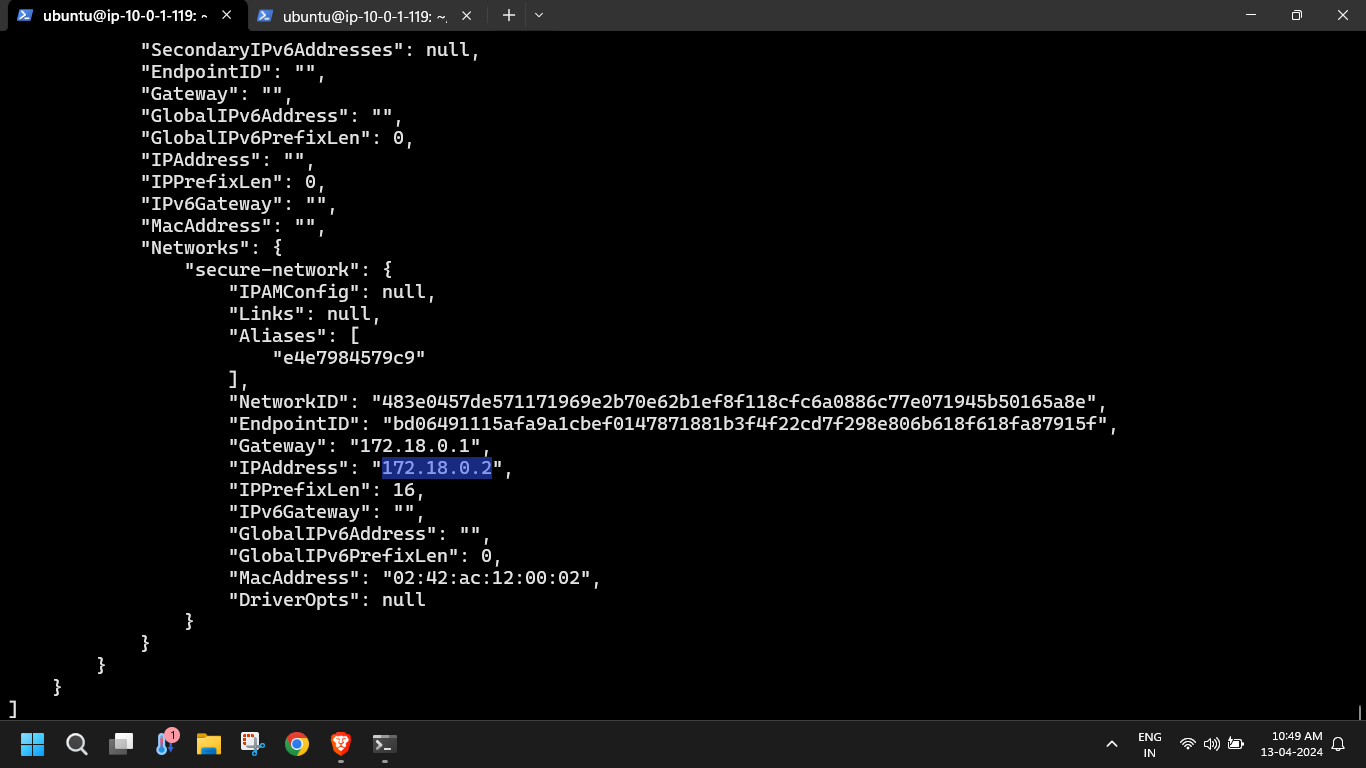 ubuntu@ip-10-0-1-119: ~
ubuntu@ip-10-0-1-119: ~.
"SecondaryIPv6Addresses": null,
"EndpointID": "",
"Gateway": "",
"GlobalIPv6Address": "",
"GlobalIPv6PrefixLen": 0,
"IPAddress": "",
"IPPrefixLen": 0,
"IPv6Gateway": "",
"MacAddress": "",
"Networks": {
"secure-network": {
"IPAMConfig": null,
"Links": null,
"Aliases": [
"e4e7984579c9"
],
"NetworkID": "483e0457de571171969e2b70e62b1ef8f118cfc6a0886c77e071945b50165a8e",
"EndpointID": "bd06491115afa9a1cbef0147871881b3f4f22cd7f298e806b618f618fa87915f",
"Gateway": "172.18.0.1",
"IPAddress": "172.18.0.2",
"IPPrefixLen": 16,
"IPv6Gateway": "",
"GlobalIPv6Address": "",
"GlobalIPv6PrefixLen": 0,
"MacAddress": "02:42:ac:12:00:02",
"DriverOpts": null
}
}
}
}
]
1
ENG
IN
10:49 AM
13-04-2024